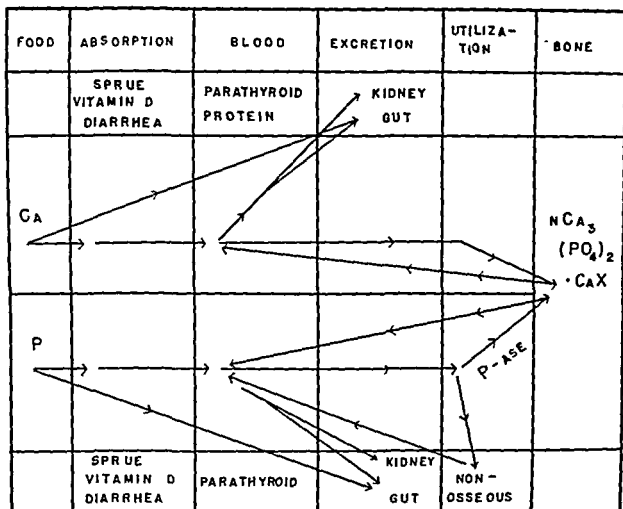 FOOD ABSORPTION BLOOD EXCRETION UTILIZA-
TION BONE
SPRUE
VITAMIN D
DIARRHEA
PARATHYROID
PROTEIN
KIDNEY
GUT
CA
NCA3
(PO4)2
·CAX
P
P-ASE
SPRUE
VITAMIN D
DIARRHEA
PARATHYROID
KIDNEY
GUT
NON-
OSSEOUS